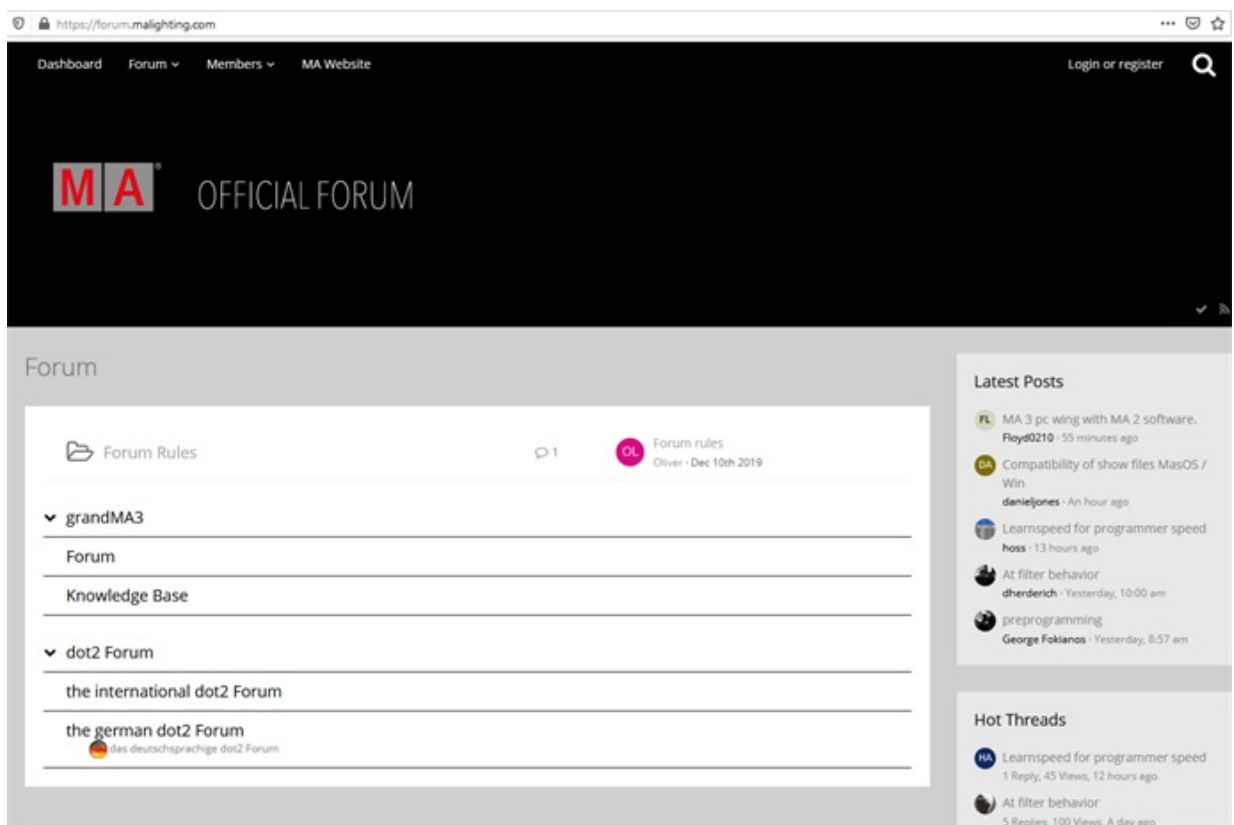 https://forum.malighting.com
Dashboard Forum Members MA Website Login or register
MA® OFFICIAL FORUM
Forum
Forum Rules 1 OL Forum rules
Oliver · Dec 10th 2019
grandMA3
Forum
Knowledge Base
dot2 Forum
the international dot2 Forum
the german dot2 Forum
das deutschsprachige dot2 Forum
Latest Posts
FL MA 3 pc wing with MA 2 software.
Floyd0210 · 55 minutes ago
DA Compatibility of show files MasOS /
Win
danieljones · An hour ago
Learnspeed for programmer speed
hoss · 13 hours ago
At filter behavior
dherderich · Yesterday, 10:00 am
preprogramming
George Fokianos · Yesterday, 8:57 am
Hot Threads
HA Learnspeed for programmer speed
1 Reply, 45 Views, 12 hours ago
At filter behavior
5 Replies, 100 Views, A day ago